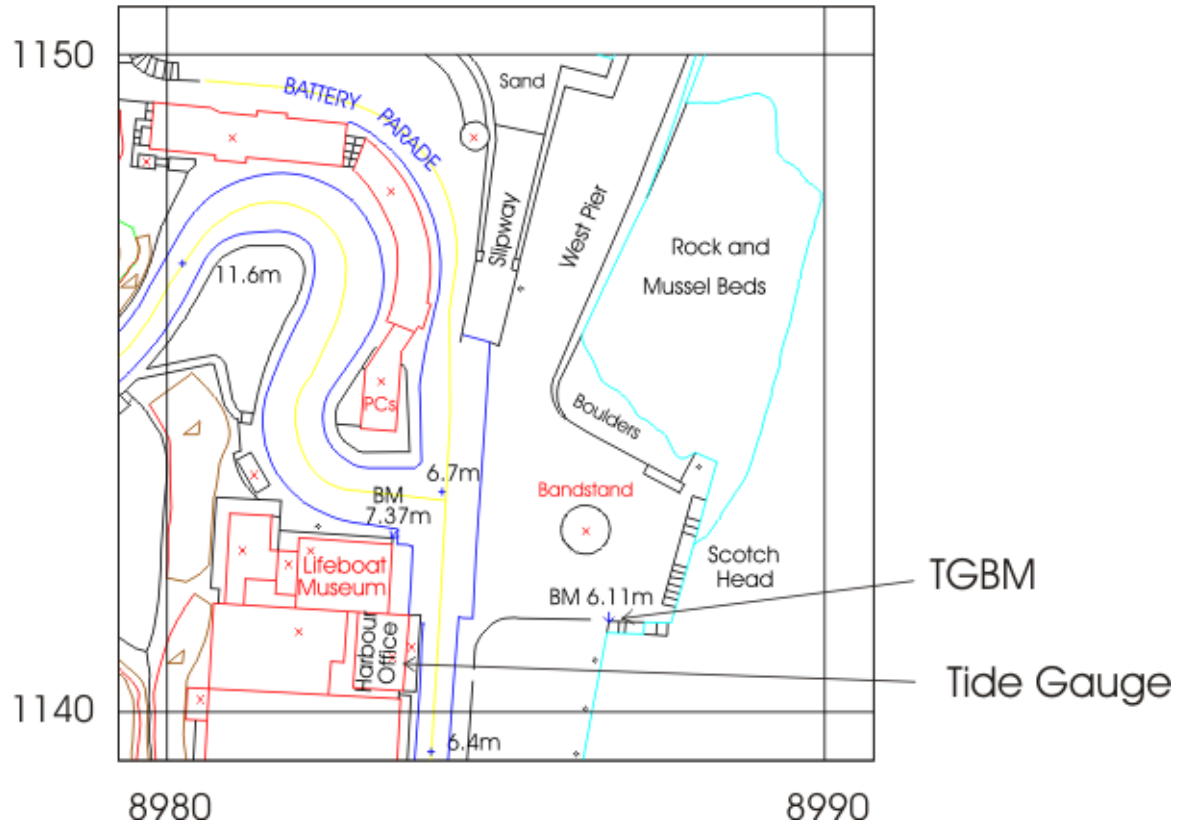 1150
Sand
BATTERY PARADE
Slipway
West Pier
Rock and
Mussel Beds
11.6m
PCs
Boulders
6.7m
BM
7.37m
Bandstand
Lifeboat
Museum
Scotch
Head
TGBM
BM 6.11m
Harbour
Office
Tide Gauge
1140
6.4m
8980
8990